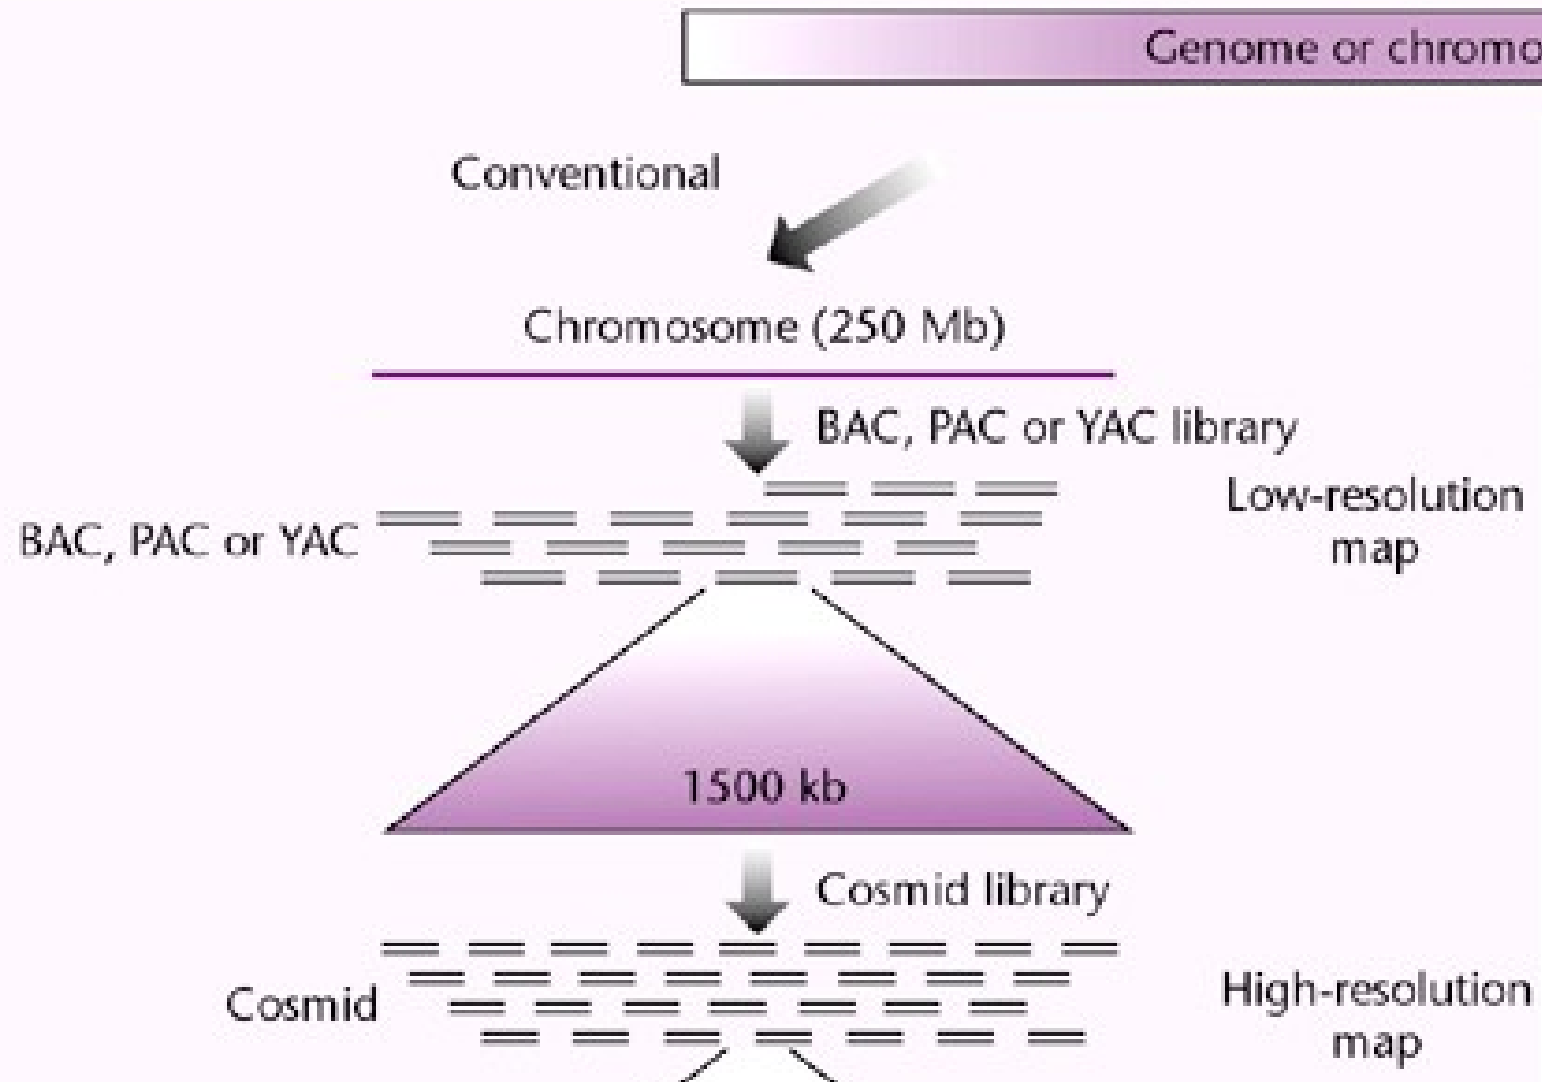 Genome or chromo
Conventional
Chromosome (250 Mb)
BAC, PAC or YAC library
Low-resolution
map
BAC, PAC or YAC
1500 kb
Cosmid library
Cosmid
High-resolution
map